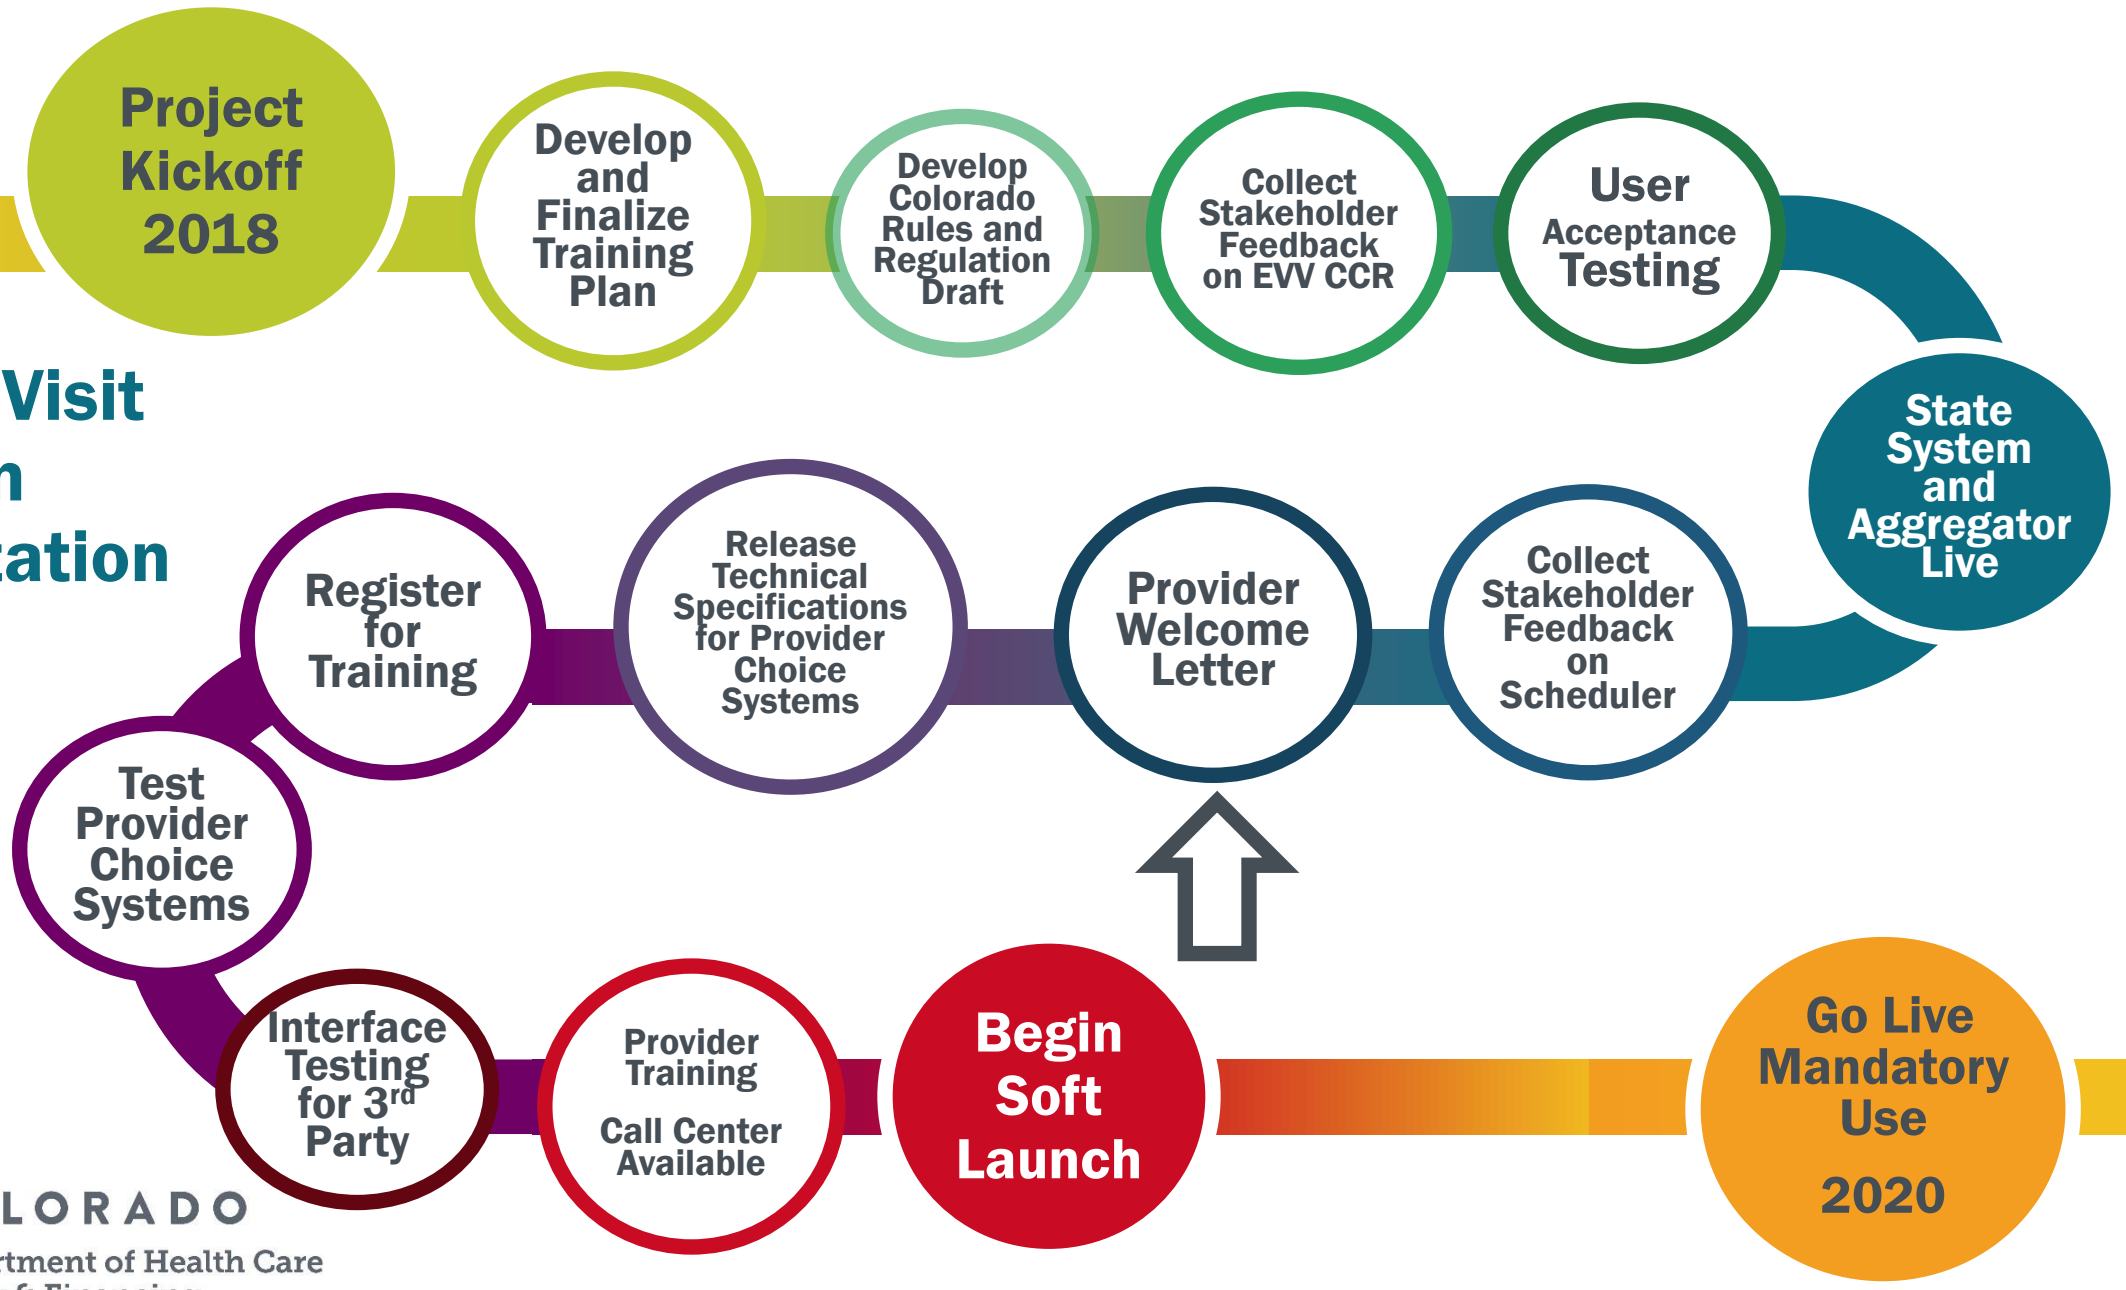 Project
Kickoff
2018
Develop
and
Finalize
Training
Plan
Develop
Colorado
Rules and
Regulation
Draft
Collect
Stakeholder
Feedback
on EVV CCR
User
Acceptance
Testing
State
System
and
Aggregator
Live
Visit
n
tation
Collect
Stakeholder
Feedback
on
Scheduler
Provider
Welcome
Letter
Release
Technical
Specifications
for Provider
Choice
Systems
Register
for
Training
Test
Provider
Choice
Systems
Interface
Testing
for 3rd
Party
Provider
Training
Call Center
Available
Begin
Soft
Launch
Go Live
Mandatory
Use
2020
LORADO
rtment of Health Care